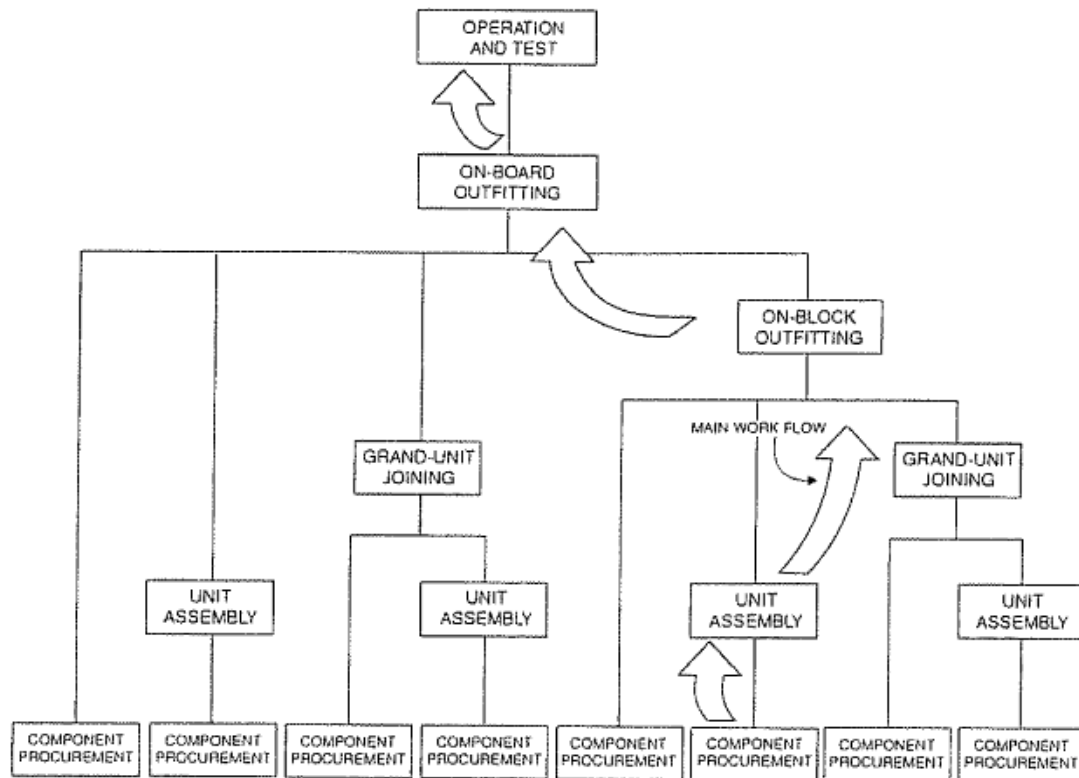 OPERATION
AND TEST
ON-BOARD
OUTFITTING
ON-BLOCK
OUTFITTING
MAIN WORK FLOW
GRAND-UNIT
JOINING
GRAND-UNIT
JOINING
UNIT
ASSEMBLY
UNIT
ASSEMBLY
UNIT
ASSEMBLY
UNIT
ASSEMBLY
COMPONENT
PROCUREMENT
COMPONENT
PROCUREMENT
COMPONENT
PROCUREMENT
COMPONENT
PROCUREMENT
COMPONENT
PROCUREMENT
COMPONENT
PROCUREMENT
COMPONENT
PROCUREMENT
COMPONENT
PROCUREMENT